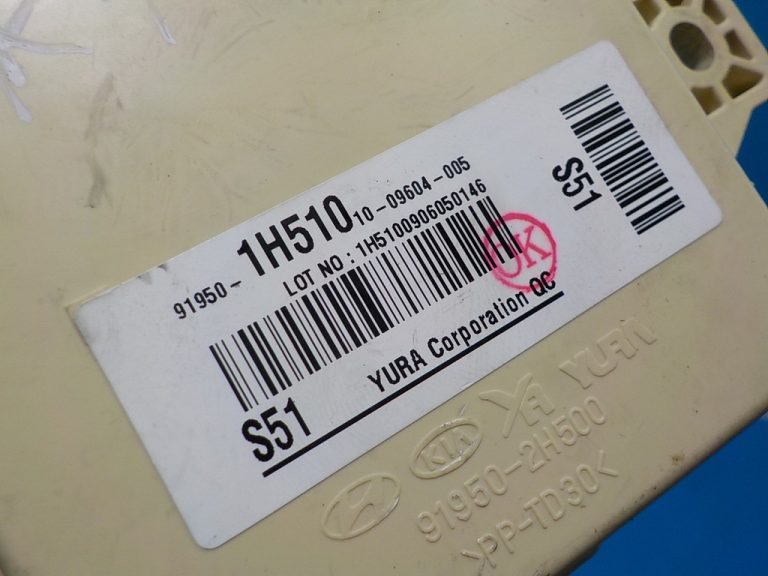 91950-1H510 10-09604-005
LOT NO : 1H5100906050146
OK
S51
YURA Corporation QC
S51
KIA YURA
91950-2H500
>PP-TD30<